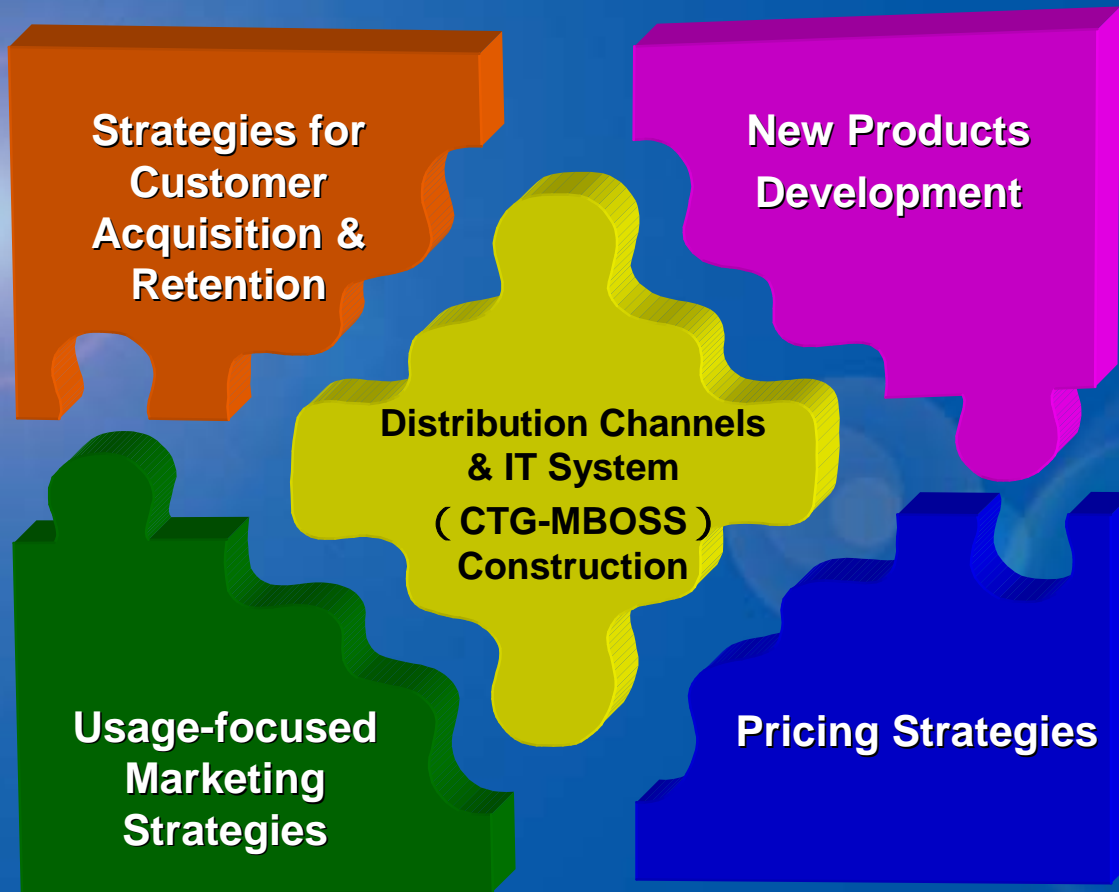 Strategies for
Customer
Acquisition &
Retention
New Products
Development
Distribution Channels
& IT System
（CTG-MBOSS）
Construction
Usage-focused
Marketing
Strategies
Pricing Strategies